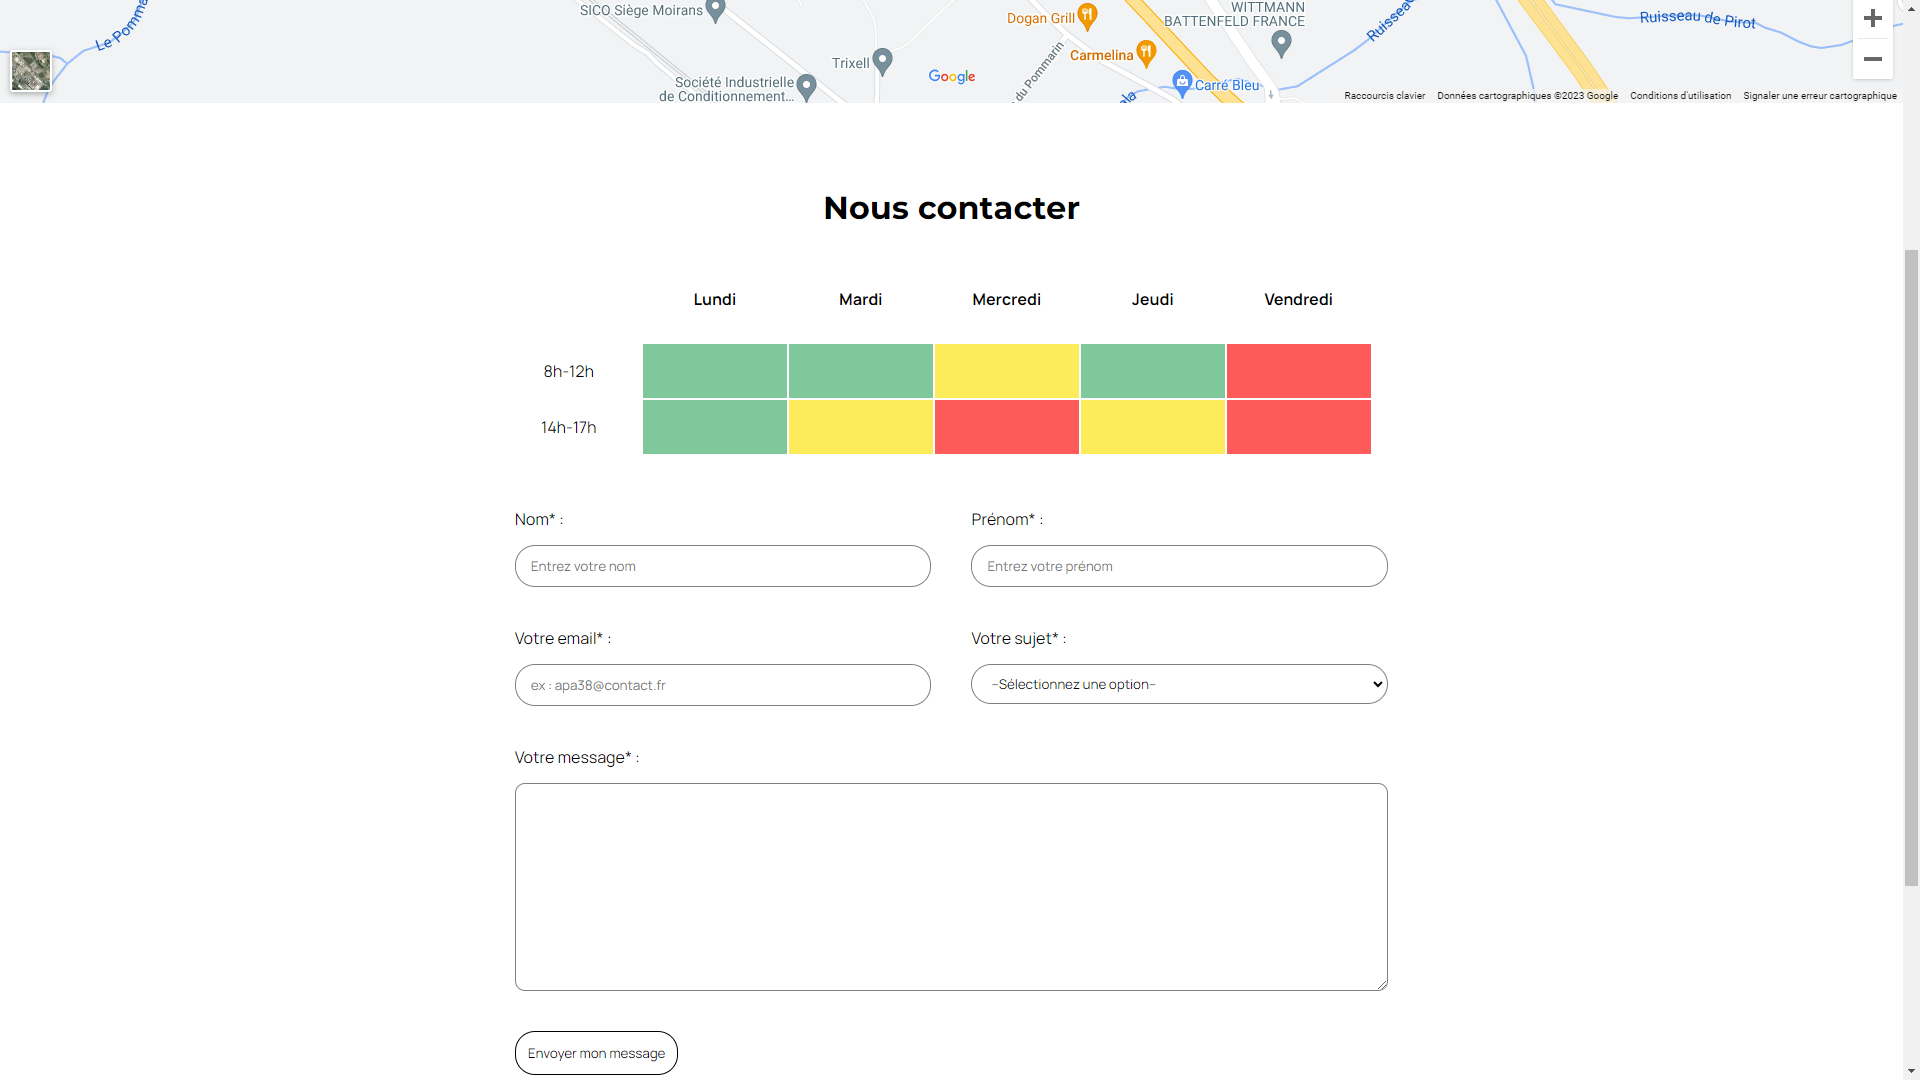 Le Pomma
SICO Siège Moirans
Trixell
Société Industrielle
de Conditionnement...
Google
du Pommarin
Dogan Grill
Carmelina
WITTMANN
BATTENFELD FRANCE
Carré Bleu
Ruissea
Ruisseau de Pirot
Raccourcis clavier
Données cartographiques ©2023 Google
Conditions d'utilisation
Signaler une erreur cartographique
Nous contacter
Lundi Mardi Mercredi Jeudi Vendredi
8h-12h
14h-17h
Nom* : Prénom* :
Entrez votre nom Entrez votre prénom
Votre email* : Votre sujet* :
ex : apa38@contact.fr --Sélectionnez une option--
Votre message* :
Envoyer mon message